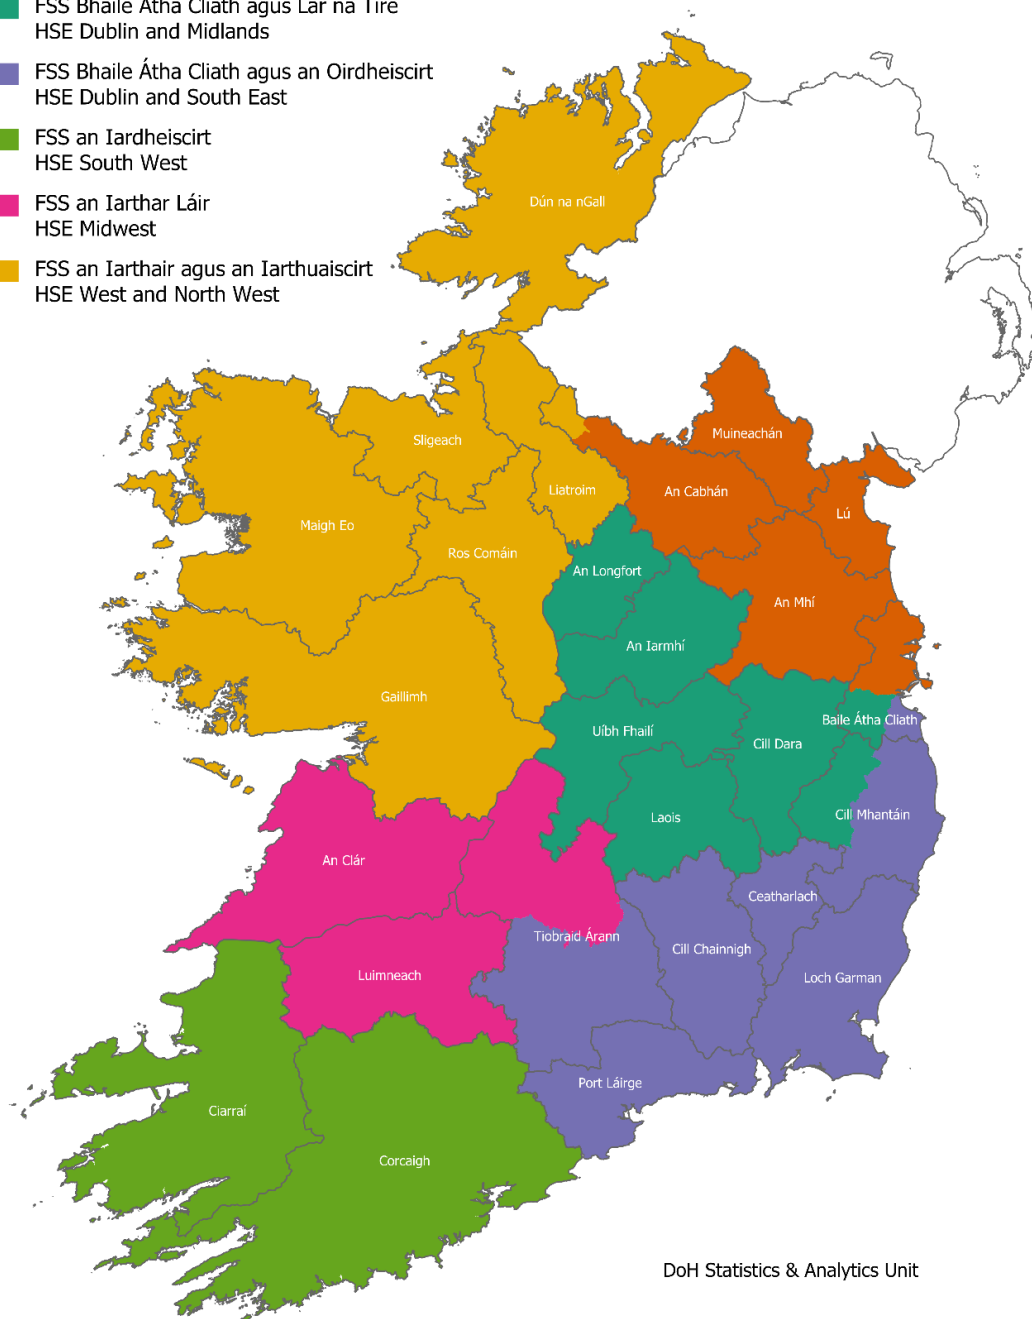 FSS Bhaile Átha Cliath agus Lár na Tíre
HSE Dublin and Midlands
FSS Bhaile Átha Cliath agus an Oirdheiscirt
HSE Dublin and South East
FSS an Iardheiscirt
HSE South West
FSS an Iarthar Láir
HSE Midwest
FSS an Iarthair agus an Iarthuaiscirt
HSE West and North West
Dún na nGall
Muineachán
Sligeach
Liatroim
An Cabhán
Lú
Maigh Eo
Ros Comáin
An Longfort
An Mhí
An Iarmhí
Gaillimh
Uíbh Fhailí
Baile Átha Cliath
Cill Dara
Laois
Cill Mhantáin
An Clár
Ceatharlach
Tiobraid Árann
Cill Chainnigh
Luimneach
Loch Garman
Port Láirge
Ciarraí
Corcaigh
DoH Statistics & Analytics Unit